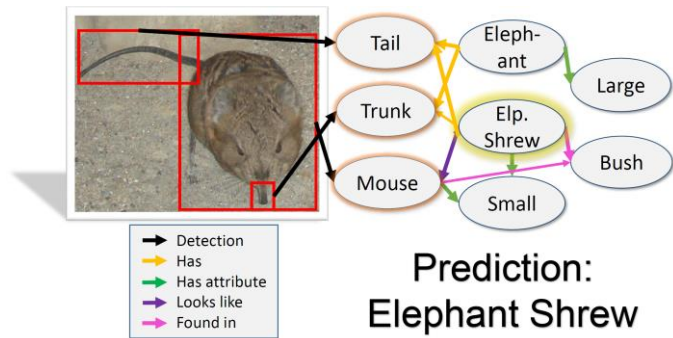 Tail
Eleph-
ant
Large
Trunk
Elp.
Shrew
Bush
Mouse
Small
Detection
Has
Has attribute
Looks like
Found in
Prediction:
Elephant Shrew